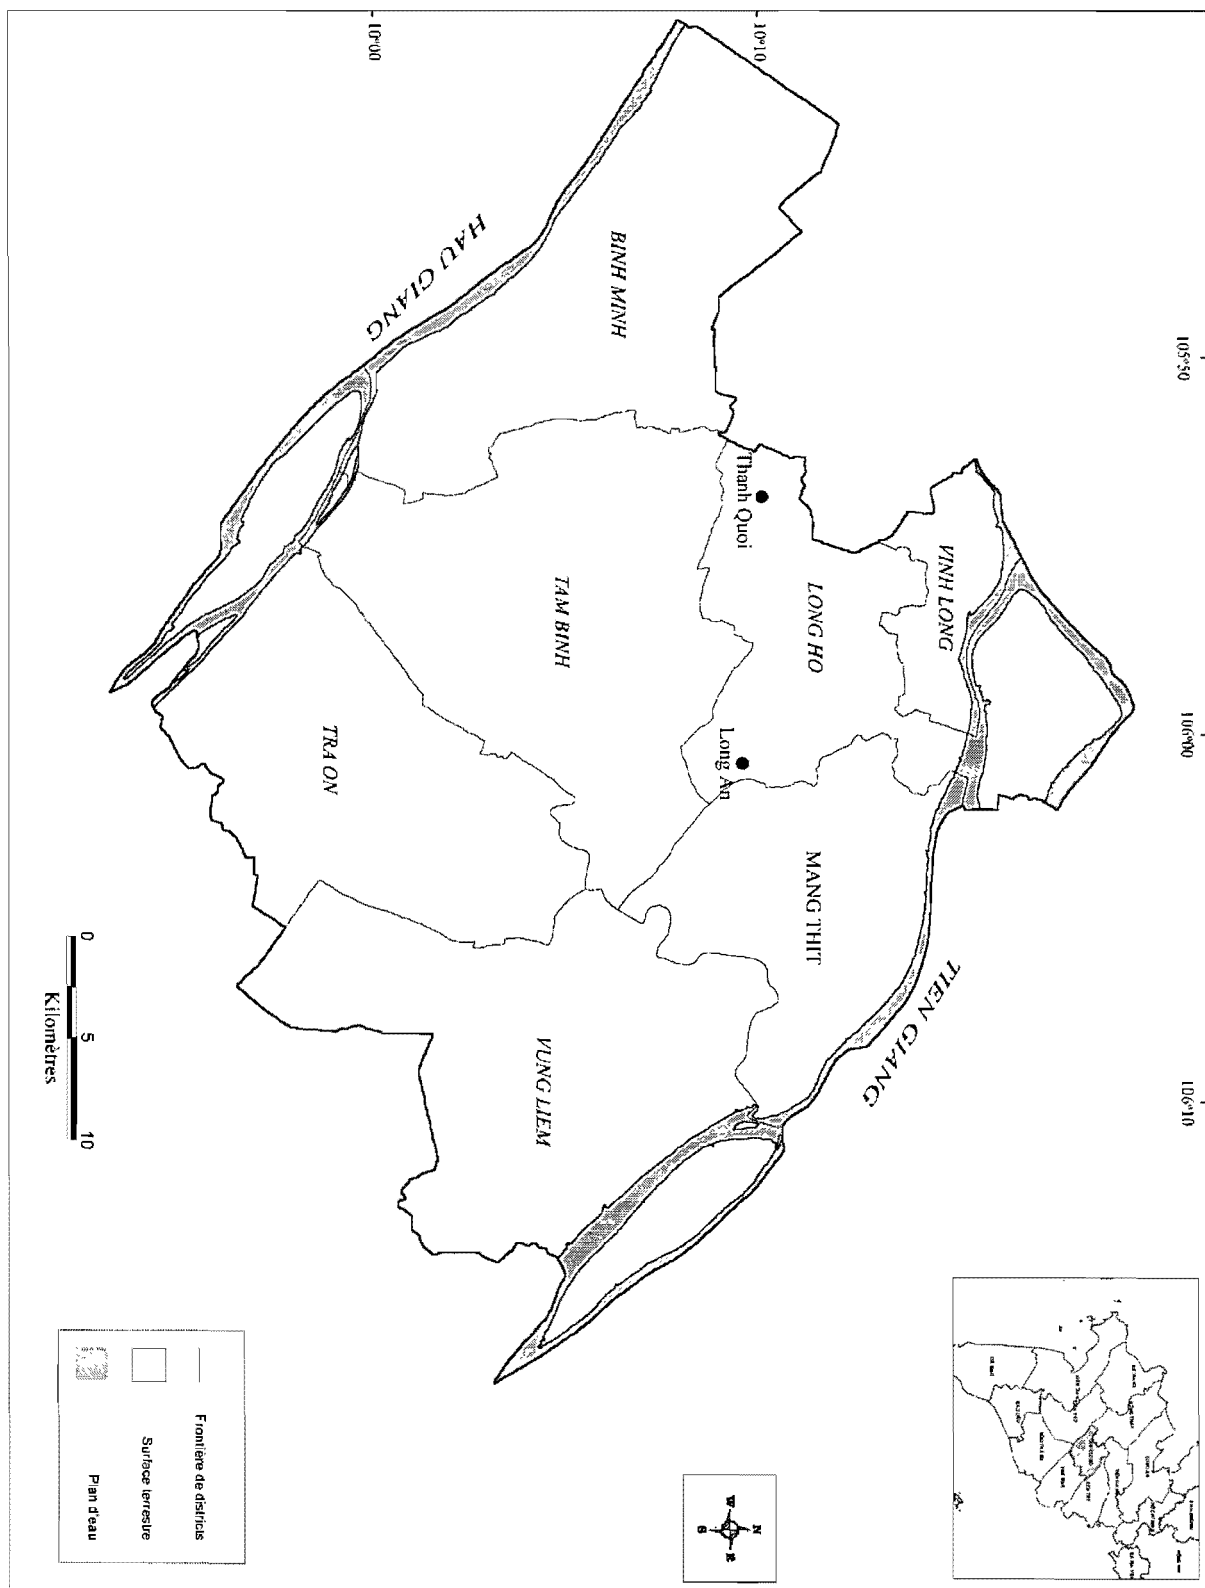 105°50
106°00
106°10
10°10
10°00
HAU GIANG
BINH MINH
Thanh Quoi
VINH LONG
LONG HO
TAM BINH
Long An
TRA ON
MANG THIT
TIEN GIANG
VUNG LIEM
0
5
10
Kilomètres
N
W
E
S
Frontière de districts
Surface terrestre
Plan d'eau